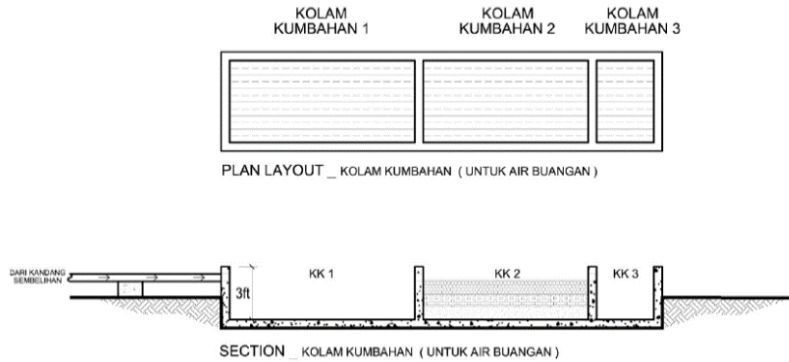 KOLAM
KUMBAHAN 1
KOLAM
KUMBAHAN 2
KOLAM
KUMBAHAN 3
PLAN LAYOUT _ KOLAM KUMBAHAN ( UNTUK AIR BUANGAN )
DARI KANDANG
SEMBELIHAN
3ft
KK 1
KK 2
KK 3
SECTION _ KOLAM KUMBAHAN ( UNTUK AIR BUANGAN )